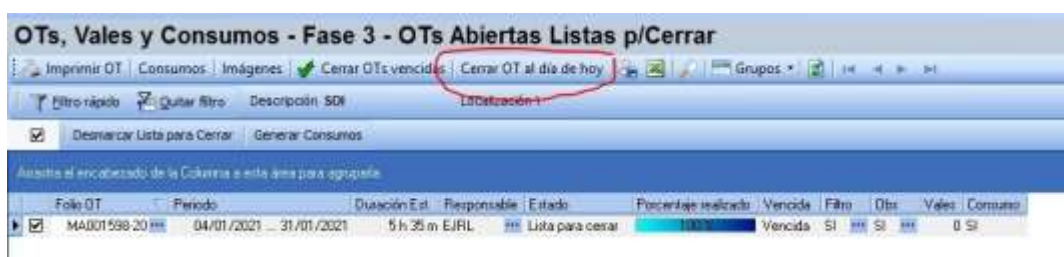 OTs, Vales y Consumos - Fase 3 - OTs Abiertas Listas p/Cerrar
Imprimir OT Consumos Imágenes Cerrar OTs vencidas Cerrar OT al día de hoy Grupos
Filtro rápido Quitar filtro Descripción SDI Localización 1
Desmarcar Lista para Cerrar Generar Consumos
Arrastra el encabezado de la Columna a esta área para agruparla
Folio OT Periodo Duración Est. Responsable Estado Porcentaje realizado Vencida Filtro Obs Vales Consumo
MA001598-20 04/01/2021 ... 31/01/2021 5 h 35 m EJRL Lista para cerrar 100 % Vencida SI SI 0 SI